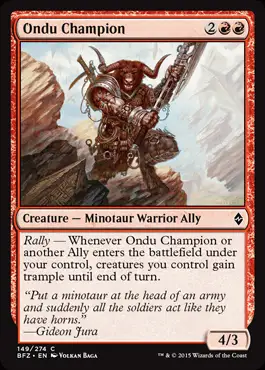 Ondu Champion 2
Creature — Minotaur Warrior Ally
Rally — Whenever Ondu Champion or
another Ally enters the battlefield under
your control, creatures you control gain
trample until end of turn.
“Put a minotaur at the head of an army
and suddenly all the soldiers act like they
have horns.”
—Gideon Jura
4/3
149/274 C
BFZ • EN Volkan Baga
™ & © 2015 Wizards of the Coast